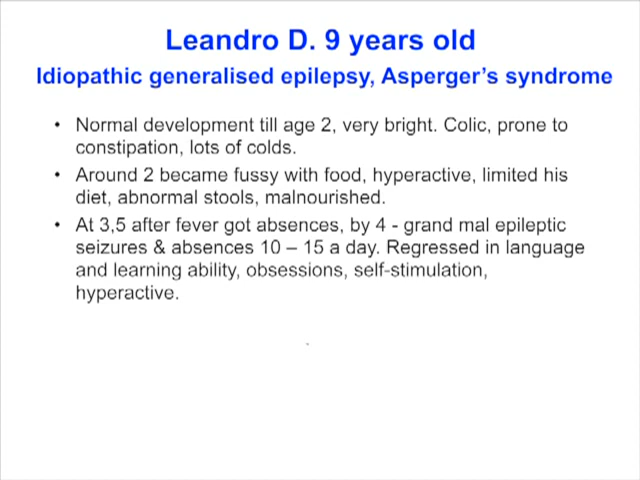 Leandro D. 9 years old
Idiopathic generalised epilepsy, Asperger's syndrome
• Normal development till age 2, very bright. Colic, prone to
constipation, lots of colds.
• Around 2 became fussy with food, hyperactive, limited his
diet, abnormal stools, malnourished.
• At 3,5 after fever got absences, by 4 - grand mal epileptic
seizures & absences 10 – 15 a day. Regressed in language
and learning ability, obsessions, self-stimulation,
hyperactive.